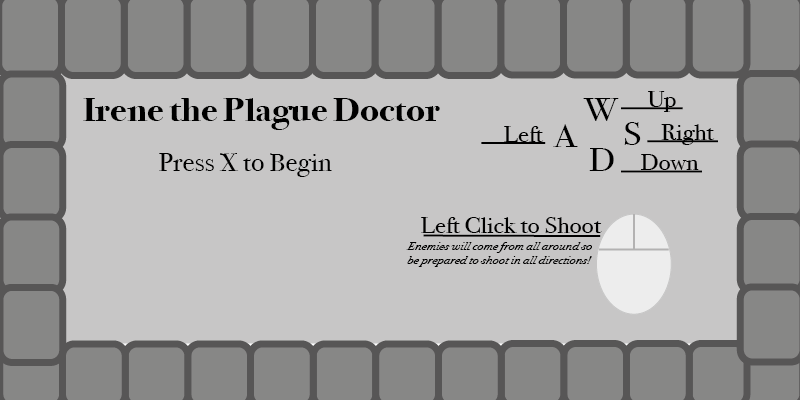 Irene the Plague Doctor
Press X to Begin
W Up
Left A S Right
D Down
Left Click to Shoot
Enemies will come from all around so
be prepared to shoot in all directions!